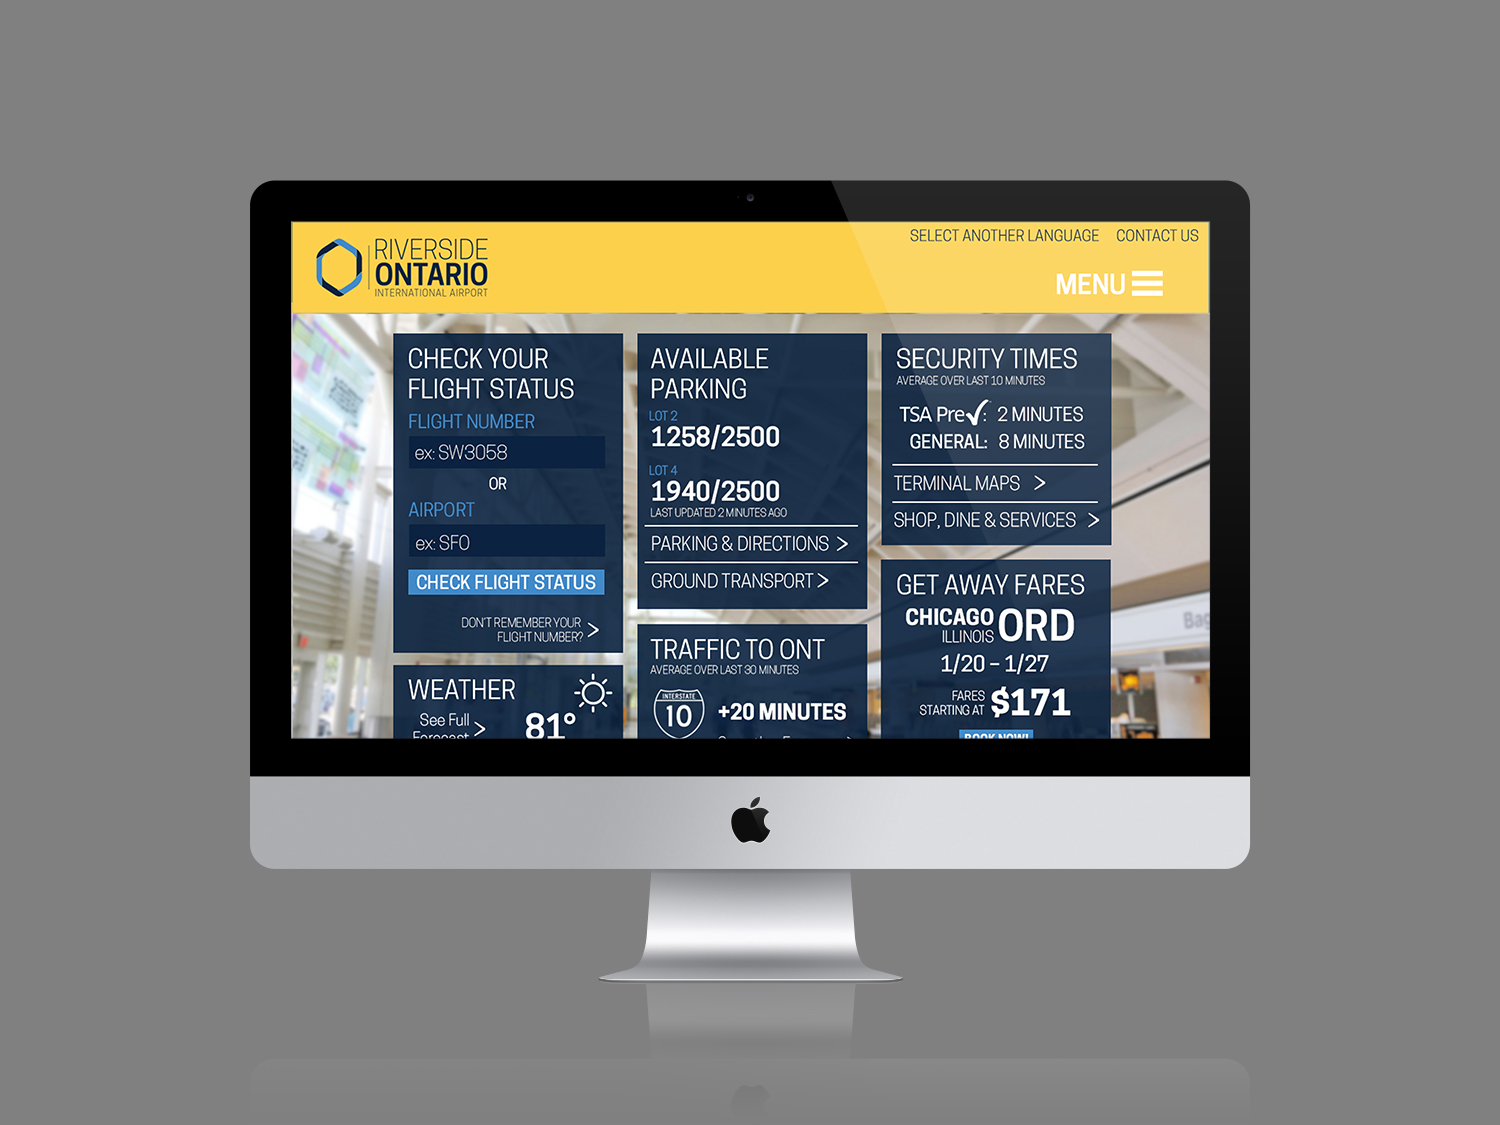 RIVERSIDE
ONTARIO
INTERNATIONAL AIRPORT
SELECT ANOTHER LANGUAGE CONTACT US
MENU
CHECK YOUR
FLIGHT STATUS
FLIGHT NUMBER
ex: SW3058
OR
AIRPORT
ex: SFO
CHECK FLIGHT STATUS
DON'T REMEMBER YOUR
FLIGHT NUMBER? >
WEATHER
See Full
Forecast >
81°
AVAILABLE
PARKING
LOT 2
1258/2500
LOT 4
1940/2500
LAST UPDATED 2 MINUTES AGO
PARKING & DIRECTIONS >
GROUND TRANSPORT >
TRAFFIC TO ONT
AVERAGE OVER LAST 30 MINUTES
INTERSTATE
10
+20 MINUTES
SECURITY TIMES
AVERAGE OVER LAST 10 MINUTES
TSA Pre✓: 2 MINUTES
GENERAL: 8 MINUTES
TERMINAL MAPS >
SHOP, DINE & SERVICES >
GET AWAY FARES
CHICAGO
ILLINOIS
ORD
1/20 – 1/27
FARES
STARTING AT
$171
BOOK NOW!
Bag